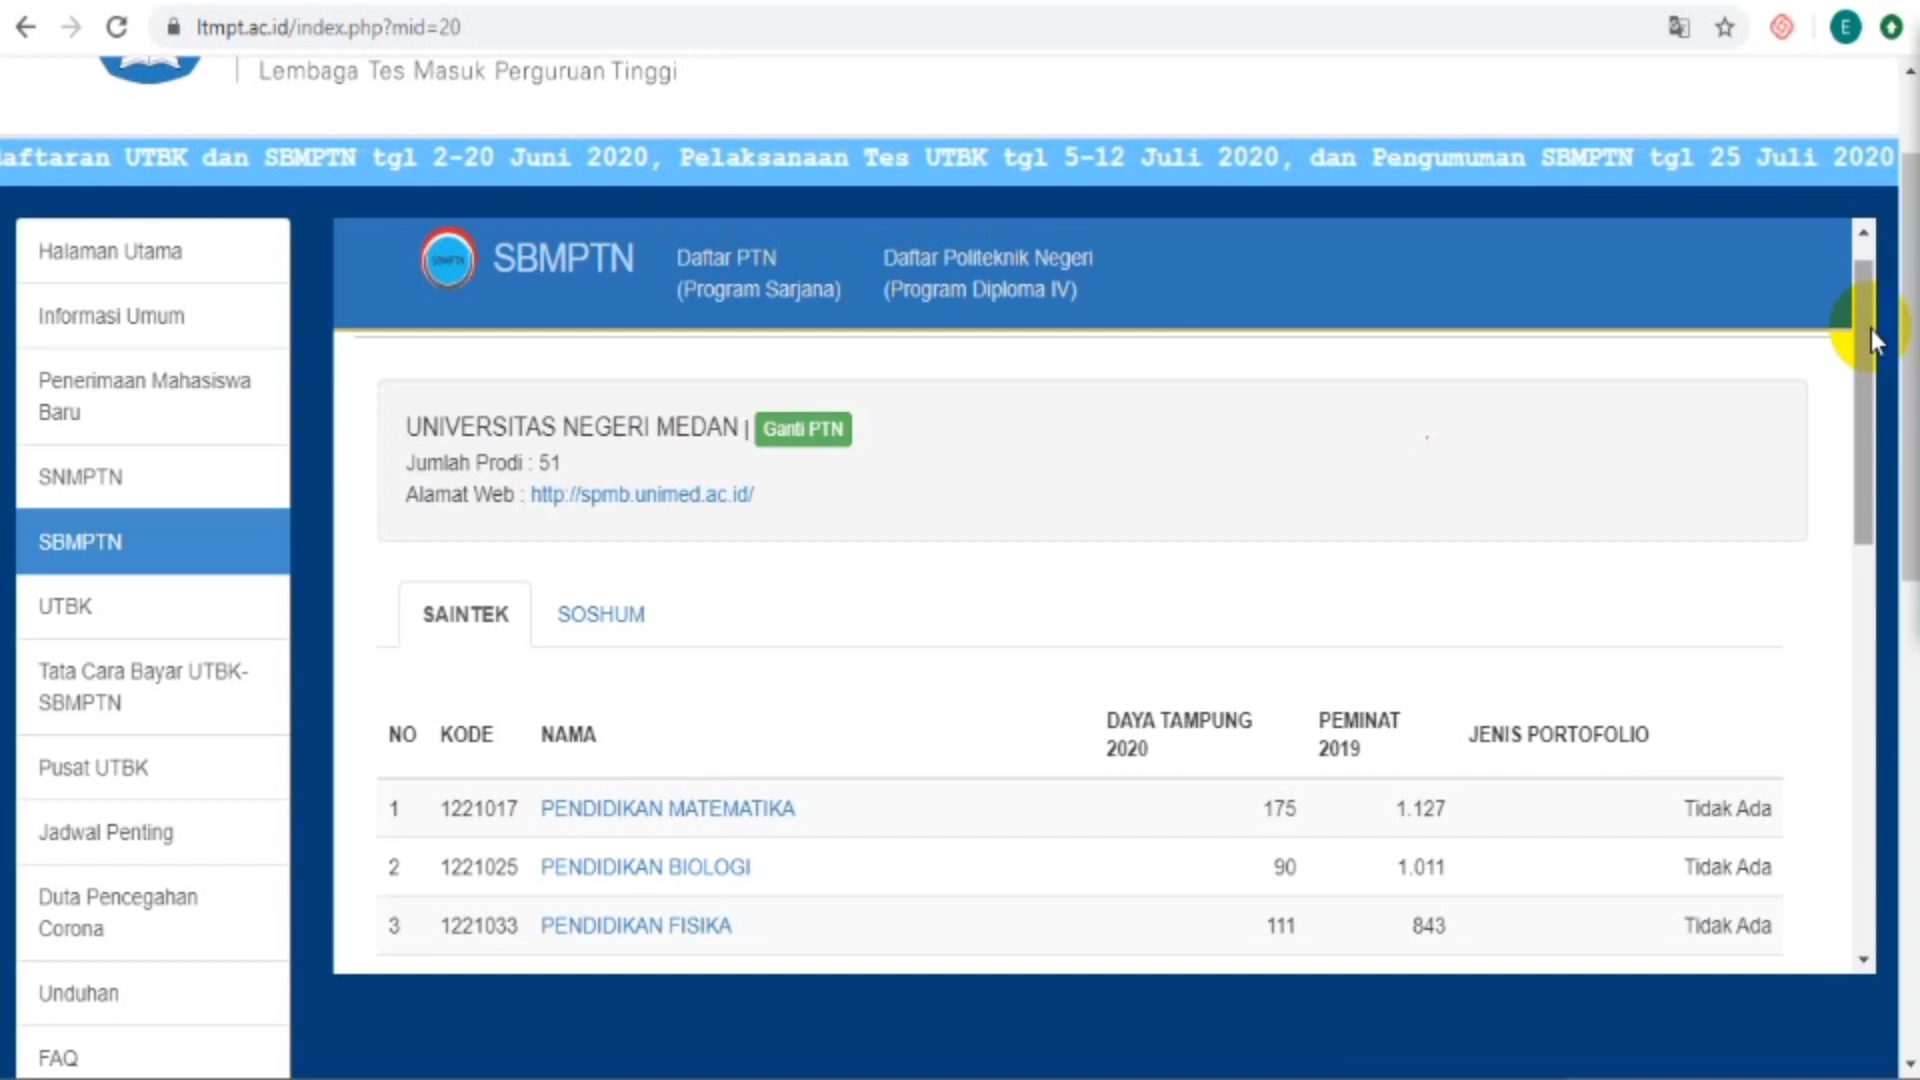 ltmpt.ac.id/index.php?mid=20
E
Lembaga Tes Masuk Perguruan Tinggi
aftaran UTBK dan SBMPTN tgl 2-20 Juni 2020, Pelaksanaan Tes UTBK tgl 5-12 Juli 2020, dan Pengumuman SBMPTN tgl 25 Juli 2020
Halaman Utama
Informasi Umum
Penerimaan Mahasiswa
Baru
SNMPTN
SBMPTN
UTBK
Tata Cara Bayar UTBK-
SBMPTN
Pusat UTBK
Jadwal Penting
Duta Pencegahan
Corona
Unduhan
FAQ
SBMPTN
SBMPTN
Daftar PTN
(Program Sarjana)
Daftar Politeknik Negeri
(Program Diploma IV)
UNIVERSITAS NEGERI MEDAN | Ganti PTN
Jumlah Prodi : 51
Alamat Web : http://spmb.unimed.ac.id/
SAINTEK SOSHUM
NO KODE NAMA DAYA TAMPUNG 2020 PEMINAT 2019 JENIS PORTOFOLIO
1 1221017 PENDIDIKAN MATEMATIKA 175 1.127 Tidak Ada
2 1221025 PENDIDIKAN BIOLOGI 90 1.011 Tidak Ada
3 1221033 PENDIDIKAN FISIKA 111 843 Tidak Ada